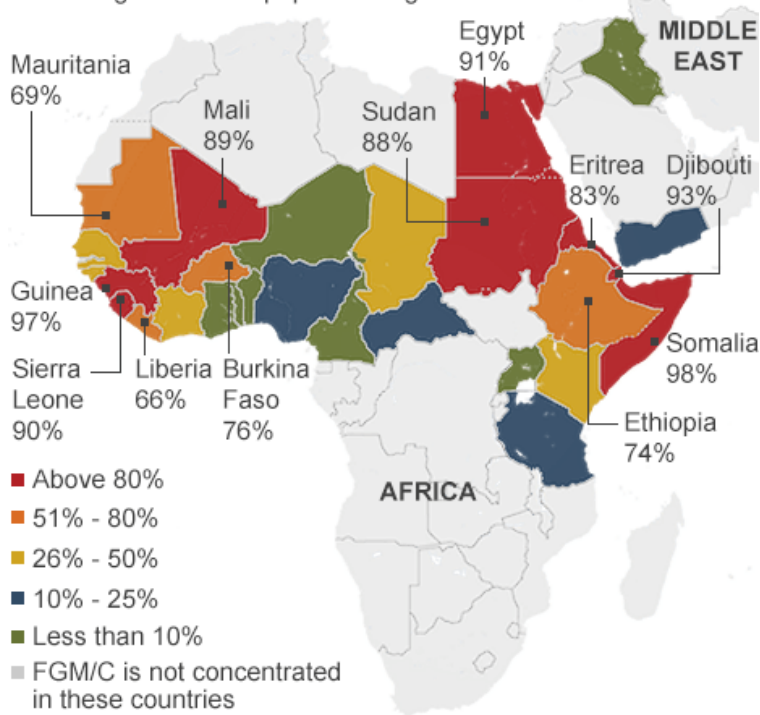 MIDDLE
EAST
Egypt
91%
Mauritania
69%
Mali
89%
Sudan
88%
Eritrea
83%
Djibouti
93%
Guinea
97%
Sierra
Leone
90%
Liberia
66%
Burkina
Faso
76%
Somalia
98%
Ethiopia
74%
AFRICA
Above 80%
51% - 80%
26% - 50%
10% - 25%
Less than 10%
FGM/C is not concentrated
in these countries